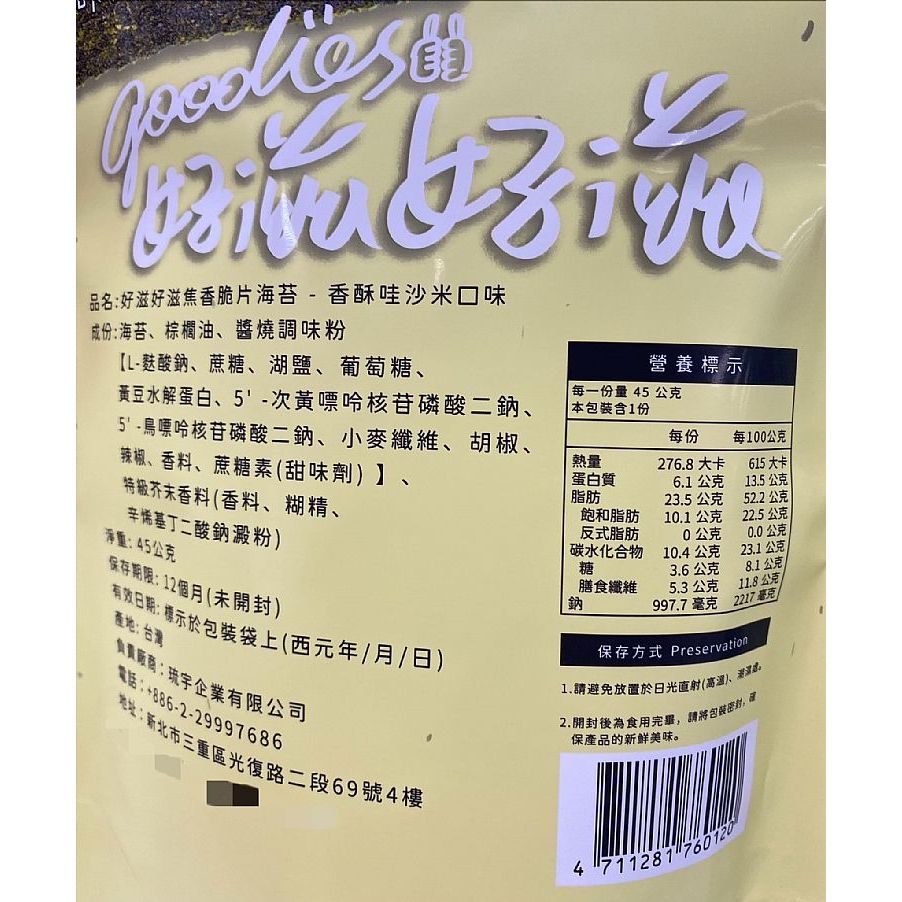 goodies
好滋好滋
品名:好滋好滋焦香脆片海苔 - 香酥哇沙米口味
成份:海苔、棕櫚油、醬燒調味粉
【L-麩酸鈉、蔗糖、湖鹽、葡萄糖、
黃豆水解蛋白、5' -次黃嘌呤核苷磷酸二鈉、
5' -鳥嘌呤核苷磷酸二鈉、小麥纖維、胡椒、
辣椒、香料、蔗糖素(甜味劑) 】、
特級芥末香料(香料、糊精、
辛烯基丁二酸鈉澱粉)
淨重: 45公克
保存期限: 12個月(未開封)
有效日期: 標示於包裝袋上(西元年/月/日)
產地: 台灣
負責廠商：琉宇企業有限公司
電話：+886-2-29997686
地址：新北市三重區光復路二段69號4樓
營養標示
每一份量 45 公克
本包裝含1份
每份 每100公克
熱量 276.8 大卡 615 大卡
蛋白質 6.1 公克 13.5 公克
脂肪 23.5 公克 52.2 公克
飽和脂肪 10.1 公克 22.5 公克
反式脂肪 0 公克 0.0 公克
碳水化合物 10.4 公克 23.1 公克
糖 3.6 公克 8.1 公克
膳食纖維 5.3 公克 11.8 公克
鈉 997.7 毫克 2217 毫克
保存方式 Preservation
1.請避免放置於日光直射(高溫)、潮濕處。
2.開封後為食用完畢，請將包裝密封，確
保產品的新鮮美味。
4 711281 760120